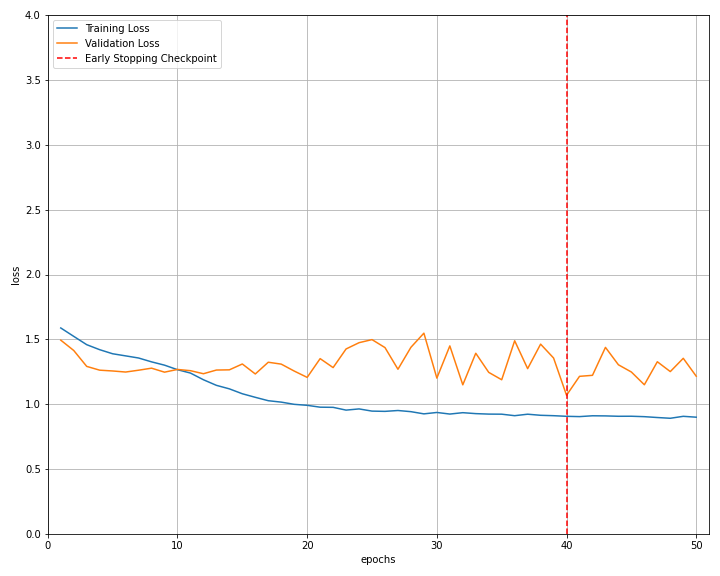 4.0
3.5
3.0
2.5
2.0
1.5
1.0
0.5
0.0
loss
Training Loss
Validation Loss
Early Stopping Checkpoint
0 10 20 30 40 50
epochs